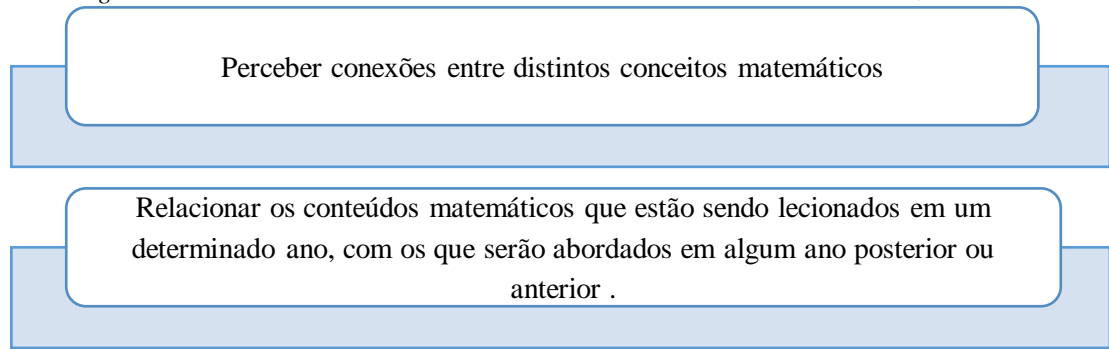 Perceber conexões entre distintos conceitos matemáticos
Relacionar os conteúdos matemáticos que estão sendo lecionados em um
determinado ano, com os que serão abordados em algum ano posterior ou
anterior .